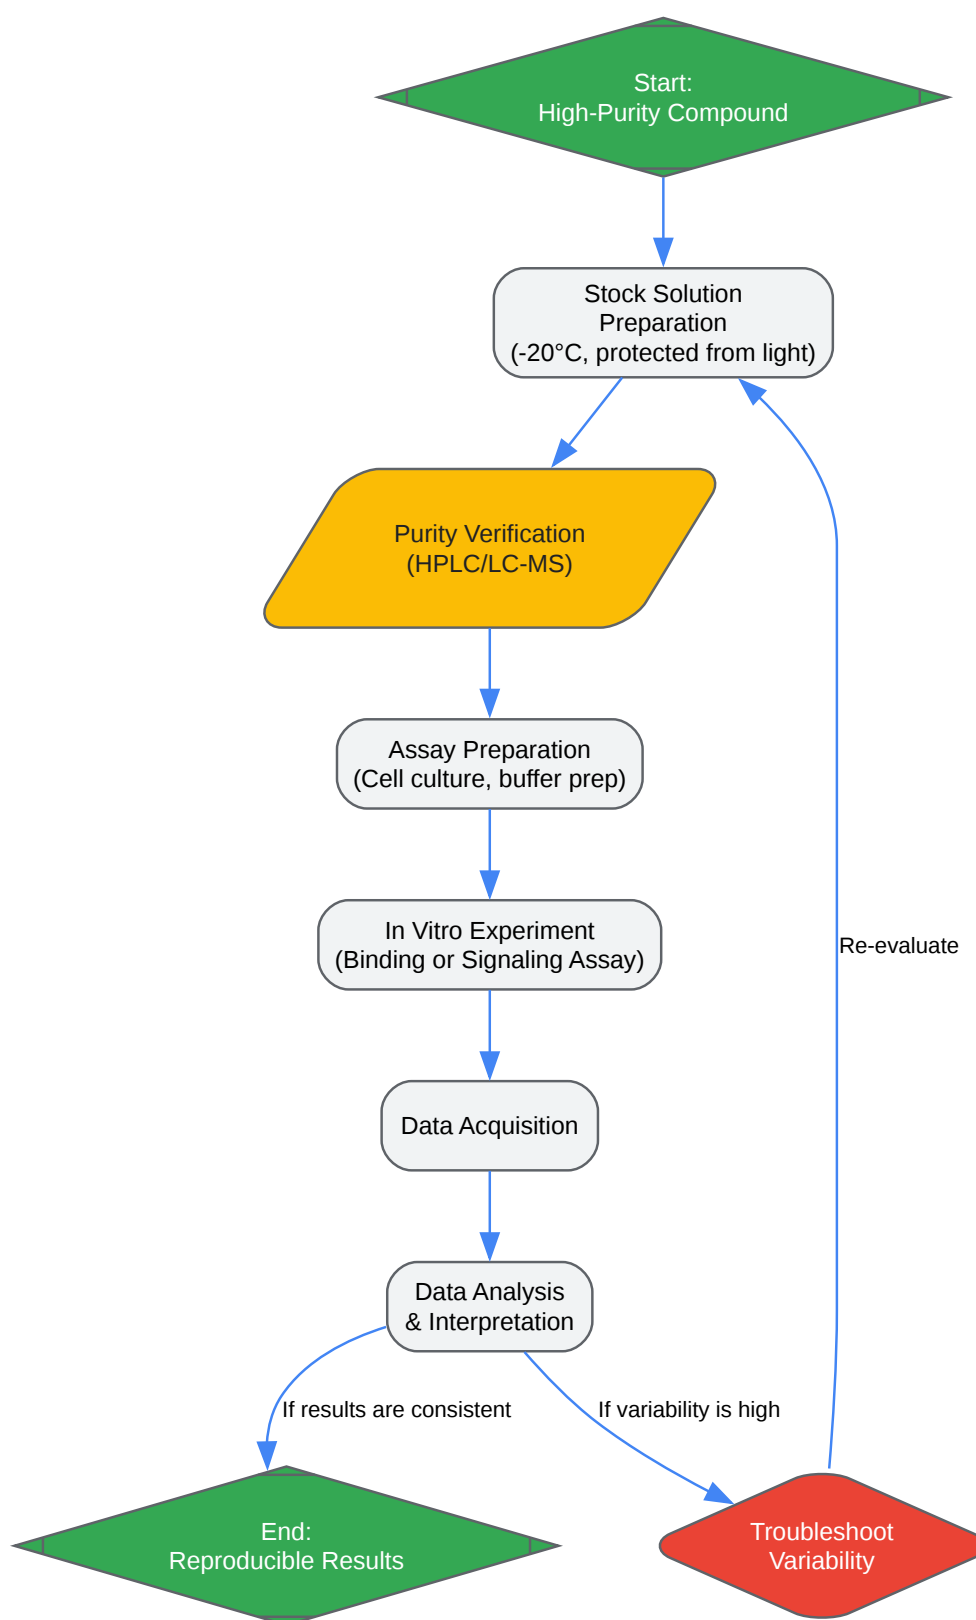 Start:
High-Purity Compound
Stock Solution
Preparation
(-20°C, protected from light)
Purity Verification
(HPLC/LC-MS)
Assay Preparation
(Cell culture, buffer prep)
In Vitro Experiment
(Binding or Signaling Assay)
Re-evaluate
Data Acquisition
Data Analysis
& Interpretation
If results are consistent
If variability is high
End:
Reproducible Results
Troubleshoot
Variability